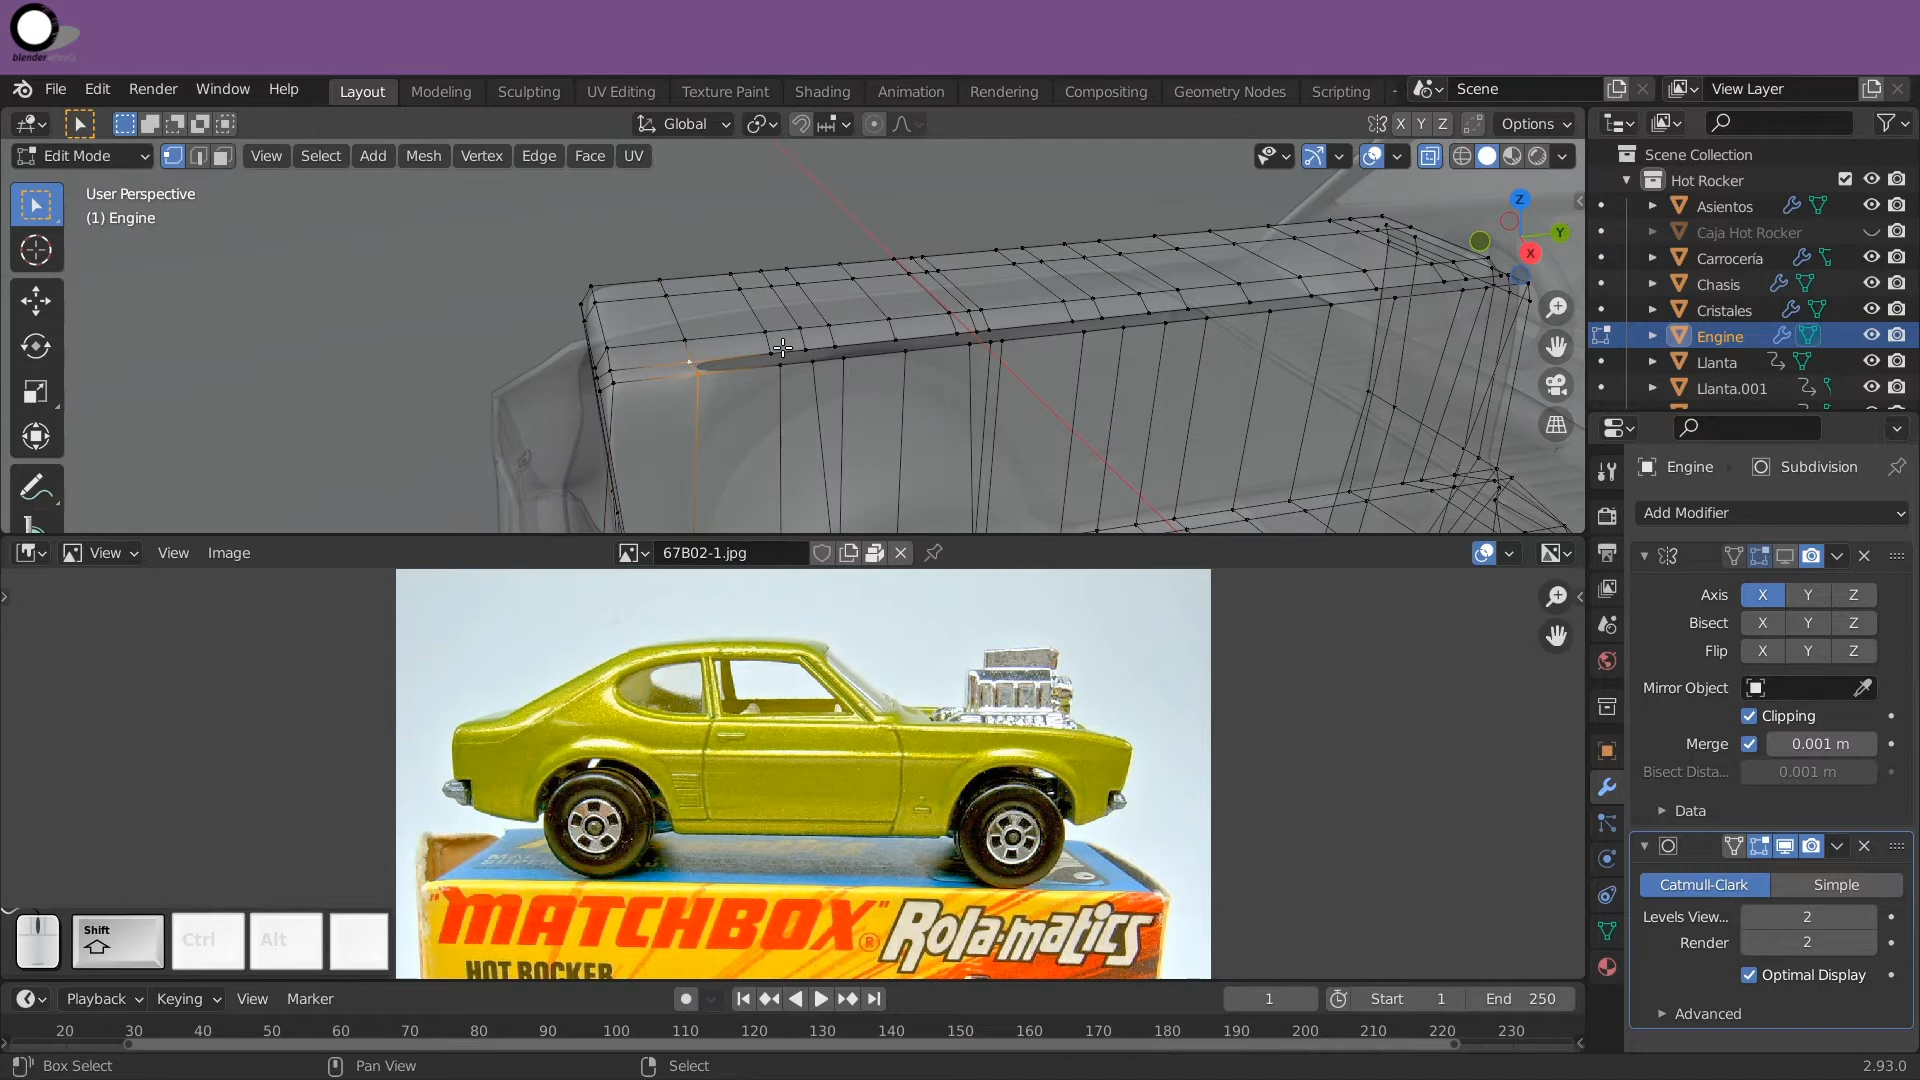 blenderwheels
File Edit Render Window Help Layout Modeling Sculpting UV Editing Texture Paint Shading Animation Rendering Compositing Geometry Nodes Scripting Scene View Layer
Global X Y Z Options
Edit Mode View Select Add Mesh Vertex Edge Face UV
User Perspective
(1) Engine
Z
Y
X
Scene Collection
Hot Rocker
Asientos
Caja Hot Rocker
Carrocería
Chasis
Cristales
Engine
Llanta
Llanta.001
Engine Subdivision
Add Modifier
Axis X Y Z
Bisect X Y Z
Flip X Y Z
Mirror Object
Clipping
Merge 0.001 m
Bisect Dista... 0.001 m
Data
Catmull-Clark Simple
Levels View... 2
Render 2
Optimal Display
Advanced
View View Image 67B02-1.jpg
"MATCHBOX"® Rola-matics
HOT ROCKER
Shift Ctrl Alt
Playback Keying View Marker 1 Start 1 End 250
20 30 40 50 60 70 80 90 100 110 120 130 140 150 160 170 180 190 200 210 220 230
Box Select Pan View Select 2.93.0